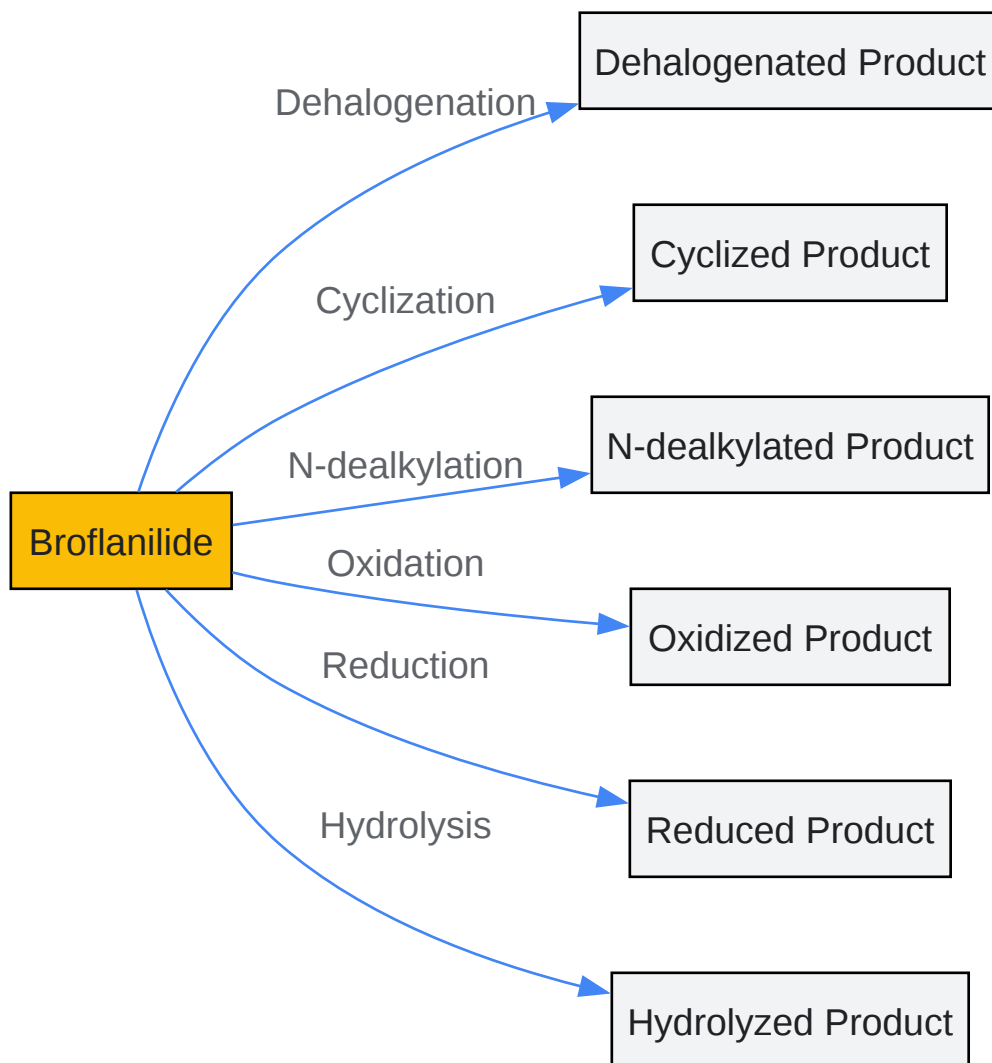 Dehalogenated Product
Dehalogenation
Cyclized Product
Cyclization
N-dealkylated Product
N-dealkylation
Broflanilide
Oxidation
Oxidized Product
Reduction
Reduced Product
Hydrolysis
Hydrolyzed Product